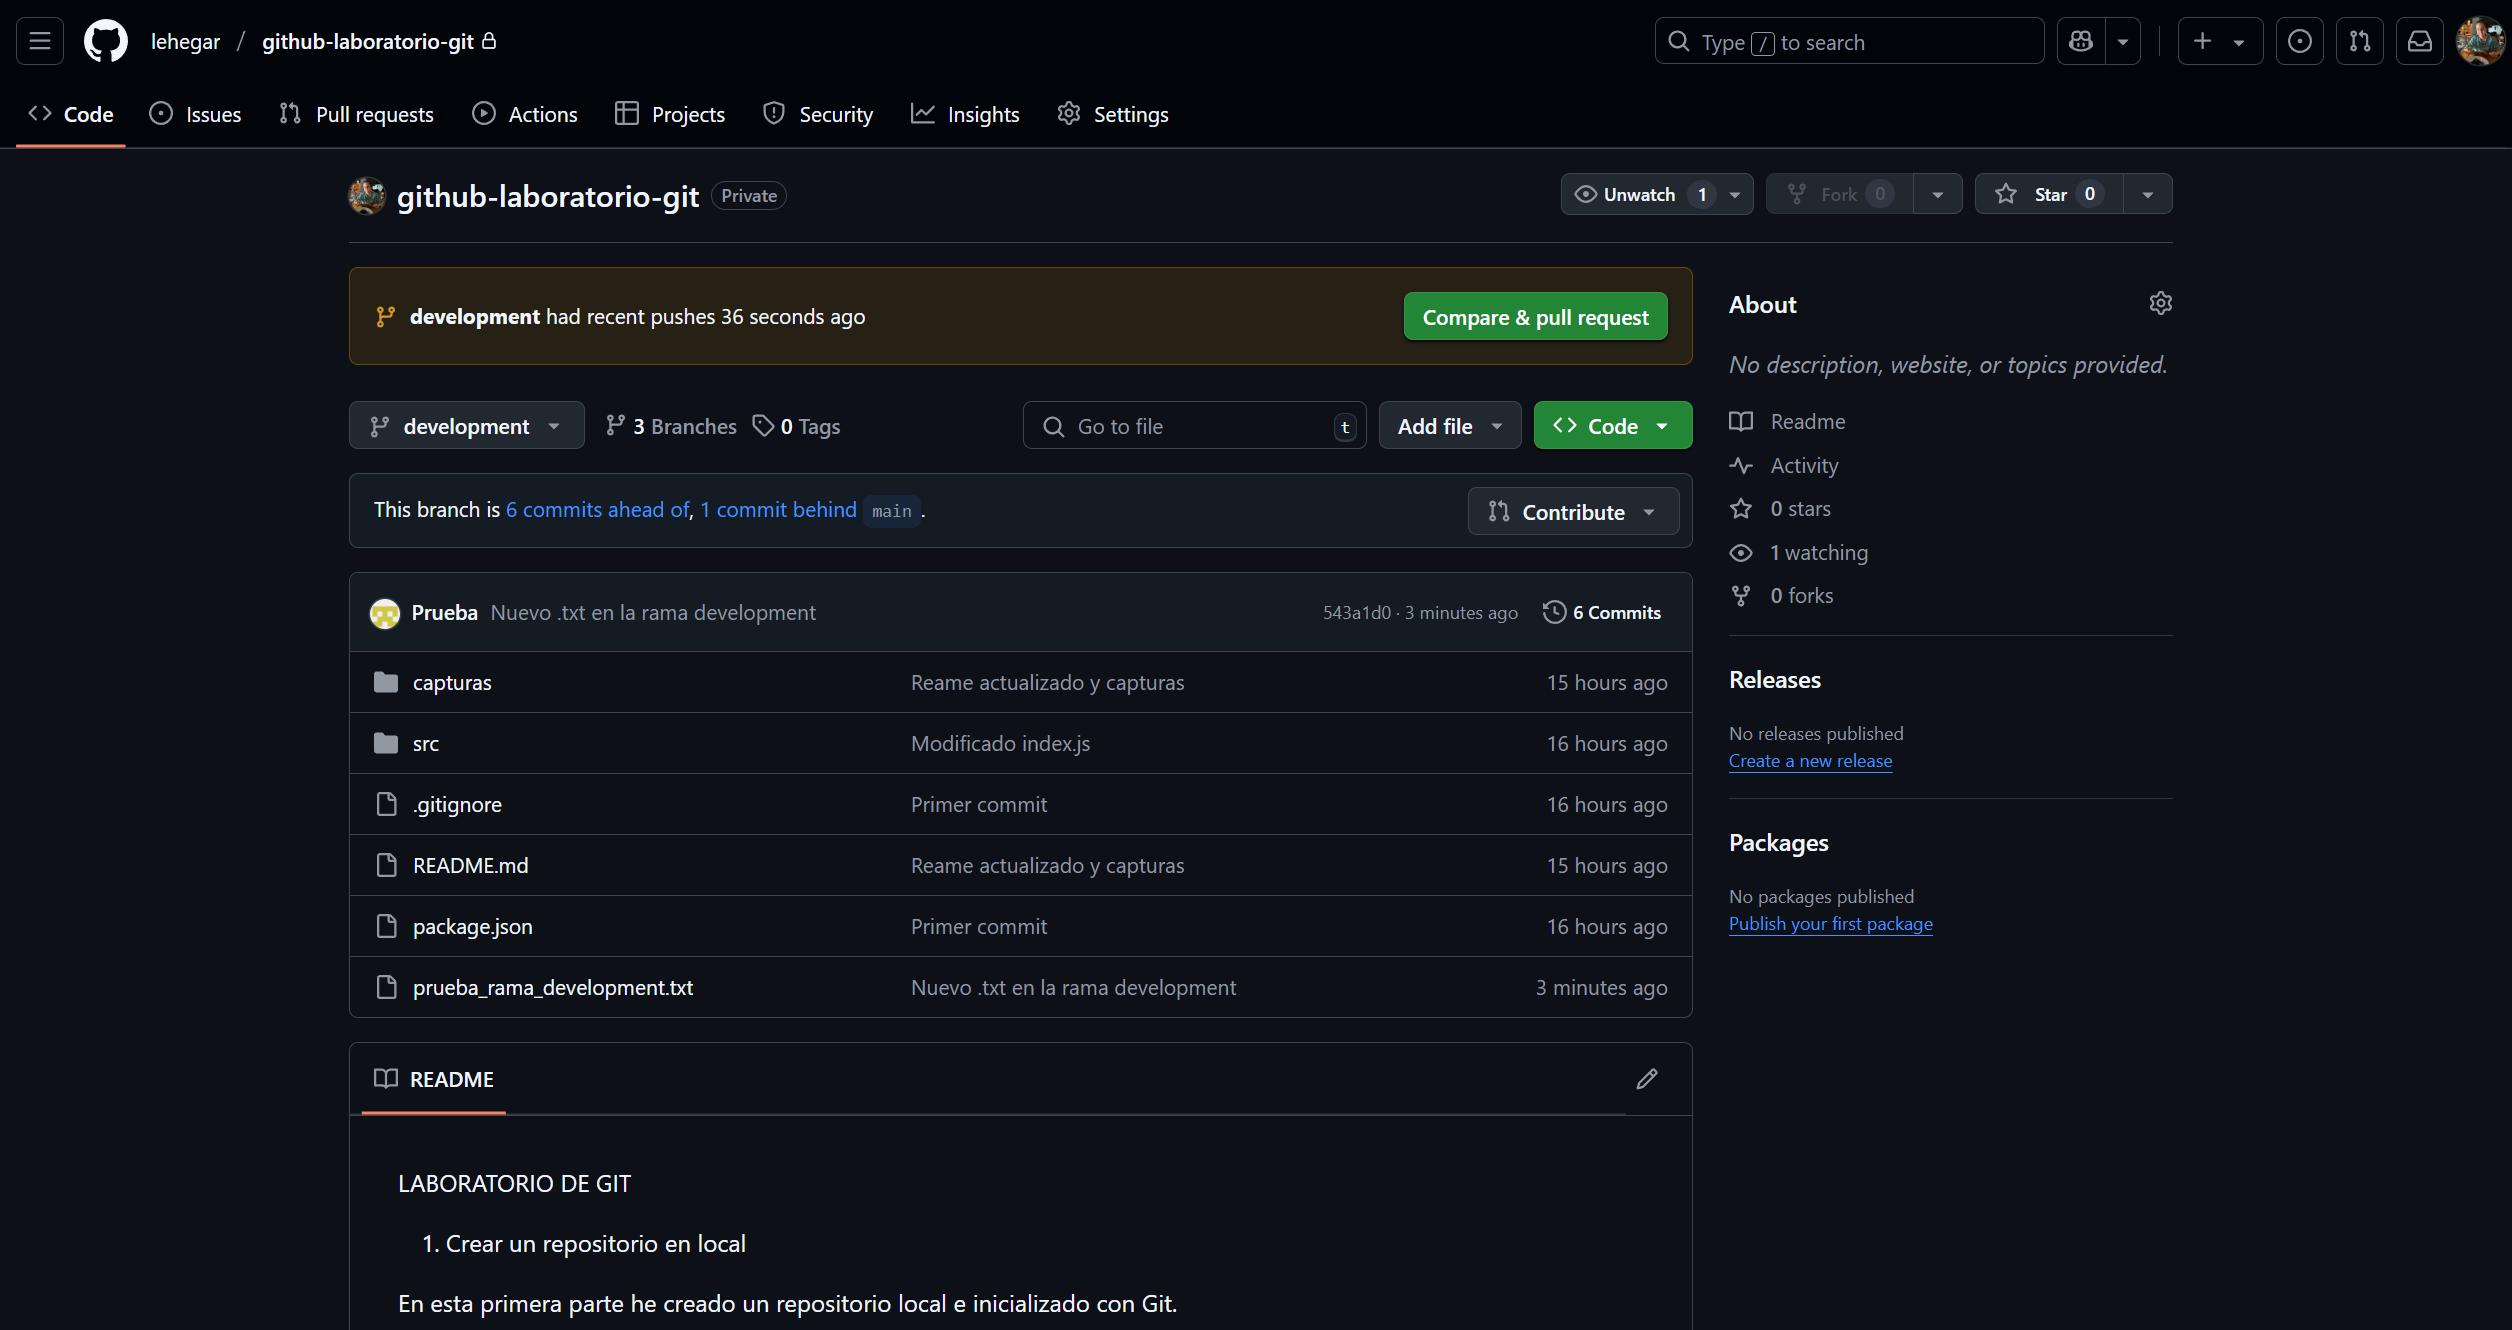 lehegar / github-laboratorio-git
Type / to search
Code Issues Pull requests Actions Projects Security Insights Settings
github-laboratorio-git Private
Unwatch 1 Fork 0 Star 0
development had recent pushes 36 seconds ago
Compare & pull request
development 3 Branches 0 Tags
Go to file t
Add file
Code
This branch is 6 commits ahead of, 1 commit behind main .
Contribute
Prueba Nuevo .txt en la rama development 543a1d0 · 3 minutes ago 6 Commits
capturas Reame actualizado y capturas 15 hours ago
src Modificado index.js 16 hours ago
.gitignore Primer commit 16 hours ago
README.md Reame actualizado y capturas 15 hours ago
package.json Primer commit 16 hours ago
prueba_rama_development.txt Nuevo .txt en la rama development 3 minutes ago
README
LABORATORIO DE GIT
1. Crear un repositorio en local
En esta primera parte he creado un repositorio local e inicializado con Git.
About
No description, website, or topics provided.
Readme
Activity
0 stars
1 watching
0 forks
Releases
No releases published
Create a new release
Packages
No packages published
Publish your first package